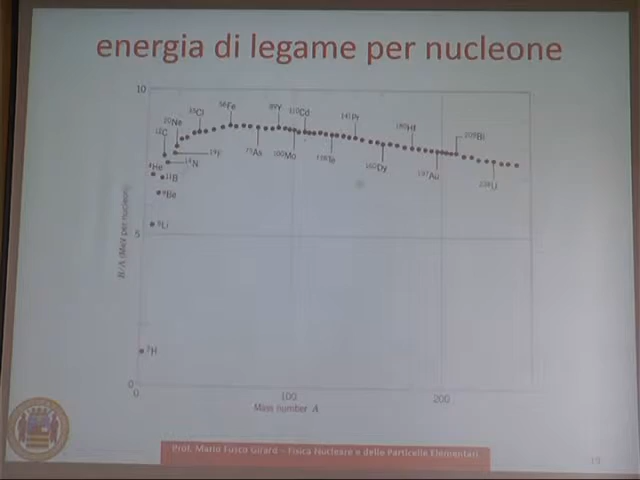 energia di legame per nucleone
10
56Fe
35Cl
89Y
110Cd
20Ne
141Pr
180Hf
12C
209Bi
19F
75As
100Mo
14N
4He
160Dy
197Au
11B
238U
9Be
6Li
5
B/A (MeV per nucleon)
2H
0
0
100
200
Mass number A
Prof. Mario Fusco Girard – Fisica Nucleare e delle Particelle Elementari
19